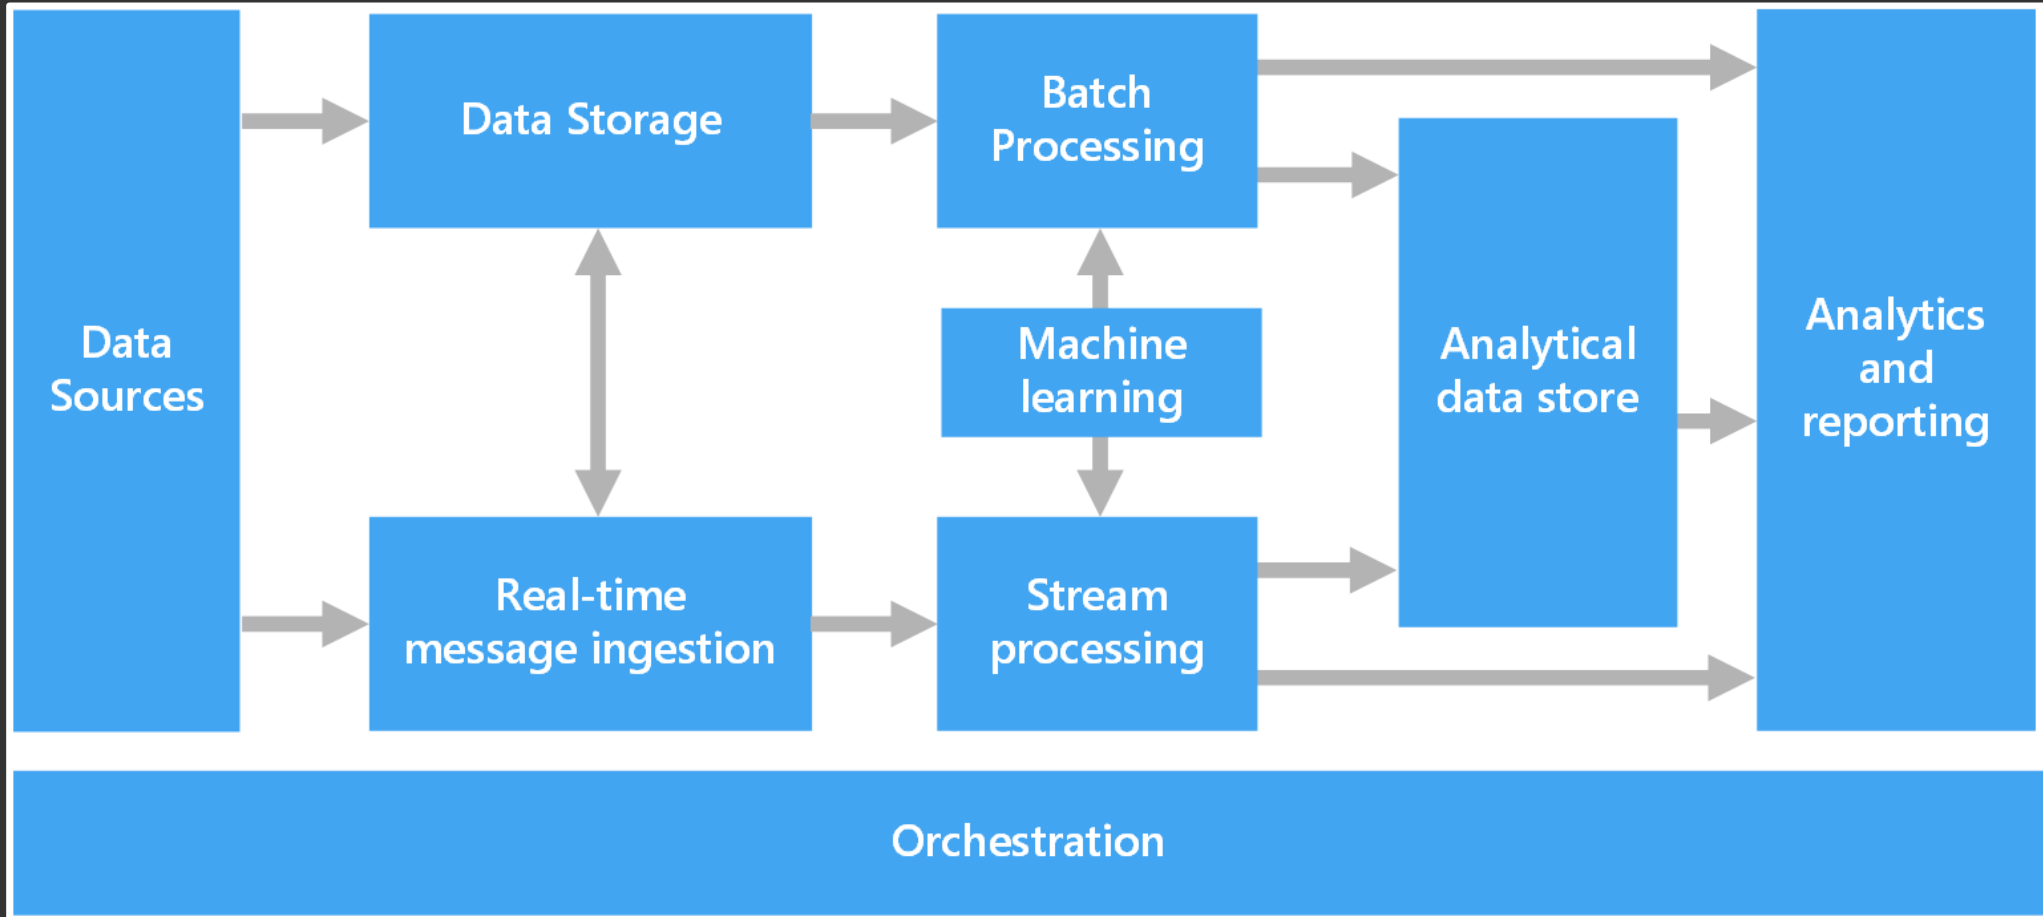 Data
Sources
Data Storage
Batch
Processing
Machine
learning
Real-time
message ingestion
Stream
processing
Analytical
data store
Analytics
and
reporting
Orchestration